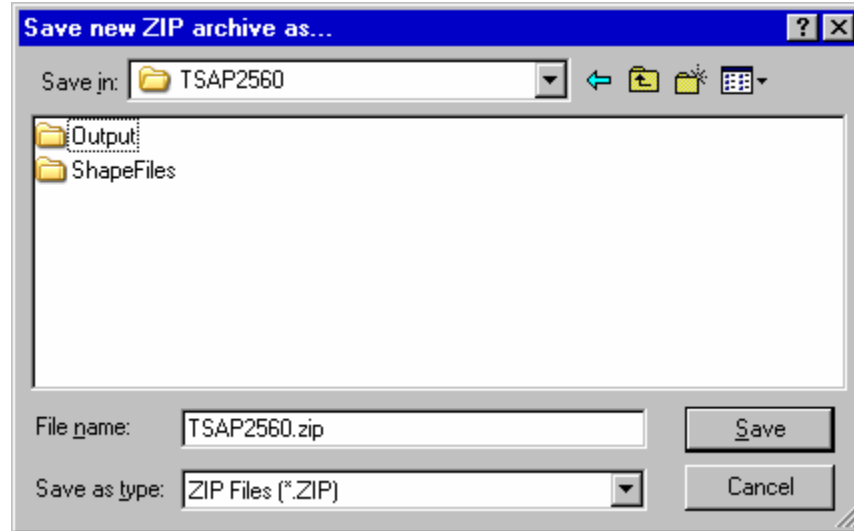 Save new ZIP archive as...
Save in: TSAP2560
Output
ShapeFiles
File name: TSAP2560.zip Save
Save as type: ZIP Files (*.ZIP) Cancel